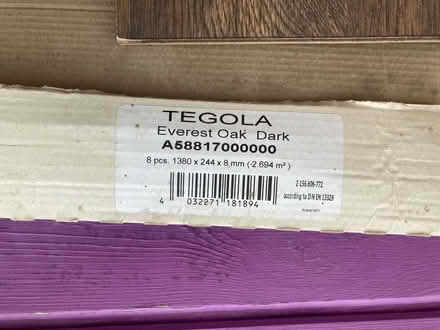 TEGOLA
Everest Oak Dark
A58817000000
8 pcs. 1380 x 244 x 8 mm (-2.694 m²)
Z-156.606-772
according to DIN EN 13329
4 032271 181894